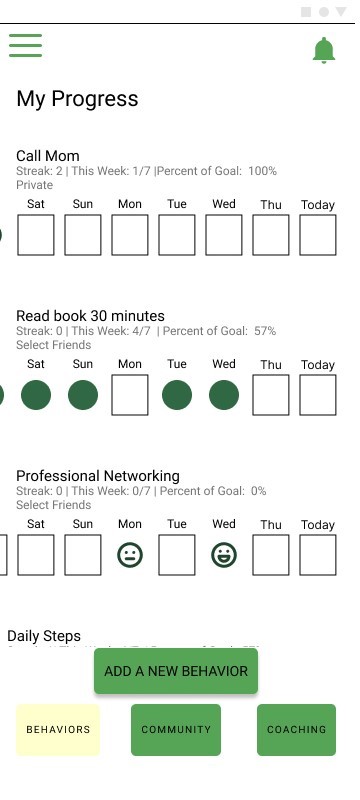 My Progress
Call Mom
Streak: 2 | This Week: 1/7 |Percent of Goal:  100%
Private
Sat Sun Mon Tue Wed Thu Today
Read book 30 minutes
Streak: 0 | This Week: 4/7  | Percent of Goal:  57%
Select Friends
Sat Sun Mon Tue Wed Thu Today
Professional Networking
Streak: 0 | This Week: 0/7 | Percent of Goal:  0%
Select Friends
Sat Sun Mon Tue Wed Thu Today
Daily Steps
ADD A NEW BEHAVIOR
BEHAVIORS COMMUNITY COACHING